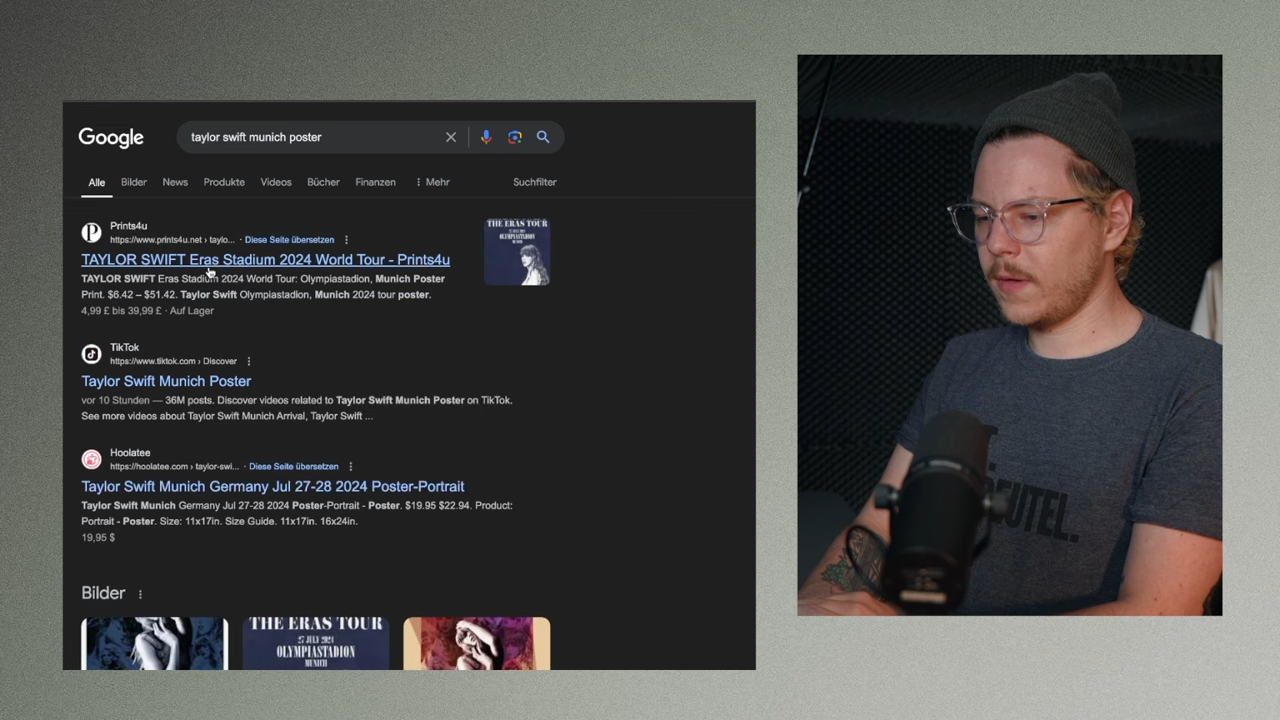 Google
taylor swift munich poster
Alle Bilder News Produkte Videos Bücher Finanzen Mehr Suchfilter
Prints4u
https://www.prints4u.net › taylo... · Diese Seite übersetzen
TAYLOR SWIFT Eras Stadium 2024 World Tour - Prints4u
TAYLOR SWIFT Eras Stadium 2024 World Tour: Olympiastadion, Munich Poster
Print. $6.42 – $51.42. Taylor Swift Olympiastadion, Munich 2024 tour poster.
4,99 £ bis 39,99 £ · Auf Lager
THE ERAS TOUR
OLYMPIASTADION
MUNICH
TikTok
https://www.tiktok.com › Discover
Taylor Swift Munich Poster
vor 10 Stunden — 36M posts. Discover videos related to Taylor Swift Munich Poster on TikTok.
See more videos about Taylor Swift Munich Arrival, Taylor Swift ...
Hoolatee
https://hoolatee.com › taylor-swi... · Diese Seite übersetzen
Taylor Swift Munich Germany Jul 27-28 2024 Poster-Portrait
Taylor Swift Munich Germany Jul 27-28 2024 Poster-Portrait - Poster. $19.95 $22.94. Product:
Portrait - Poster. Size: 11x17in. Size Guide. 11x17in. 16x24in.
19,95 $
Bilder
THE ERAS TOUR
27 JULY 2024
OLYMPIASTADION
MUNICH